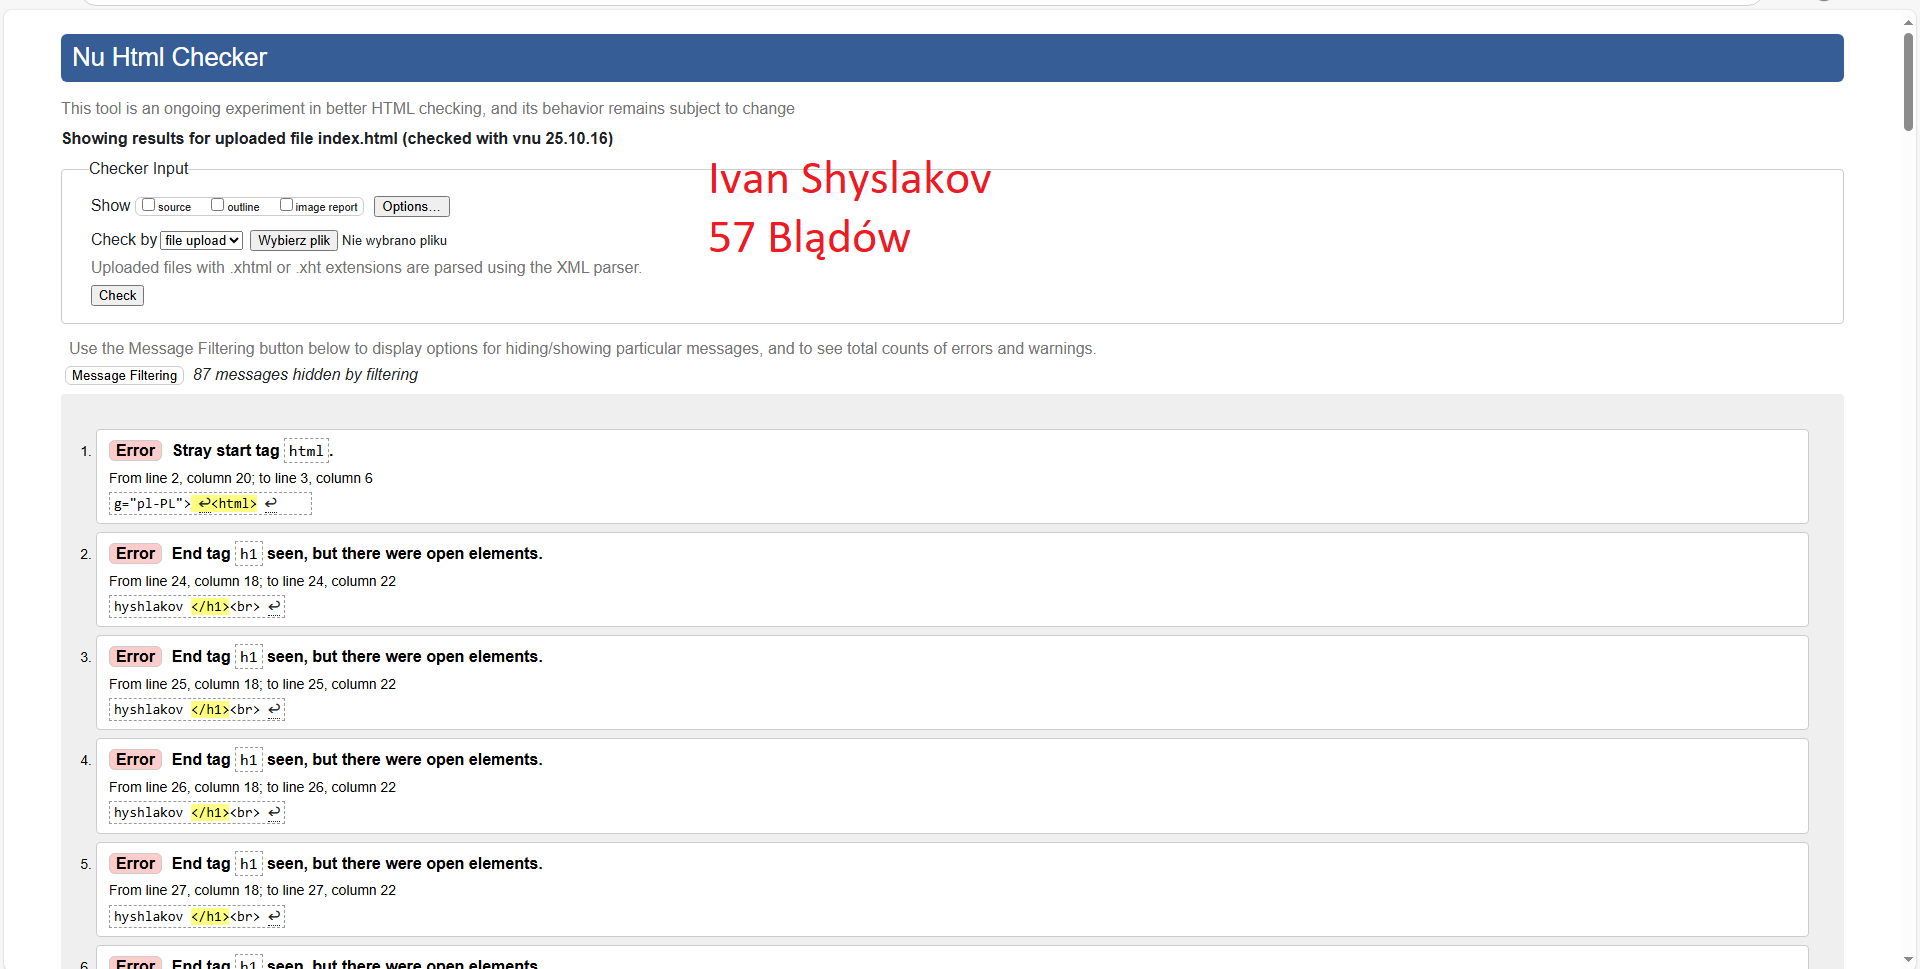 Nu Html Checker
This tool is an ongoing experiment in better HTML checking, and its behavior remains subject to change
Showing results for uploaded file index.html (checked with vnu 25.10.16)
Checker Input
Ivan Shyslakov
Show source outline image report Options...
57 Blądów
Check by file upload Wybierz plik Nie wybrano pliku
Uploaded files with .xhtml or .xht extensions are parsed using the XML parser.
Check
Use the Message Filtering button below to display options for hiding/showing particular messages, and to see total counts of errors and warnings.
Message Filtering 87 messages hidden by filtering
1. Error Stray start tag html.
From line 2, column 20; to line 3, column 6
g="pl-PL"> ↩<html> ↩
2. Error End tag h1 seen, but there were open elements.
From line 24, column 18; to line 24, column 22
hyshlakov </h1><br> ↩
3. Error End tag h1 seen, but there were open elements.
From line 25, column 18; to line 25, column 22
hyshlakov </h1><br> ↩
4. Error End tag h1 seen, but there were open elements.
From line 26, column 18; to line 26, column 22
hyshlakov </h1><br> ↩
5. Error End tag h1 seen, but there were open elements.
From line 27, column 18; to line 27, column 22
hyshlakov </h1><br> ↩
6. Error End tag h1 seen, but there were open elements.